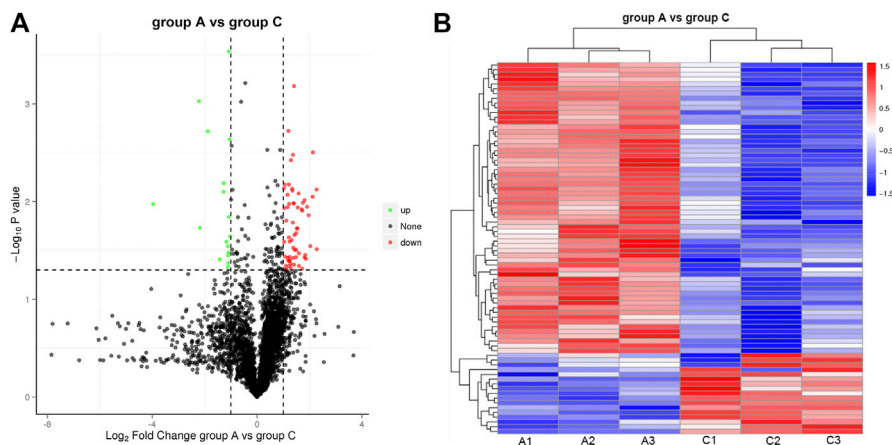 A
group A vs group C
−Log10 P value
3
2
1
0
-8
-4
0
4
Log2 Fold Change group A vs group C
up
None
down
B
group A vs group C
1.5
1
0.5
0
−0.5
−1
−1.5
A1 A2 A3 C1 C2 C3